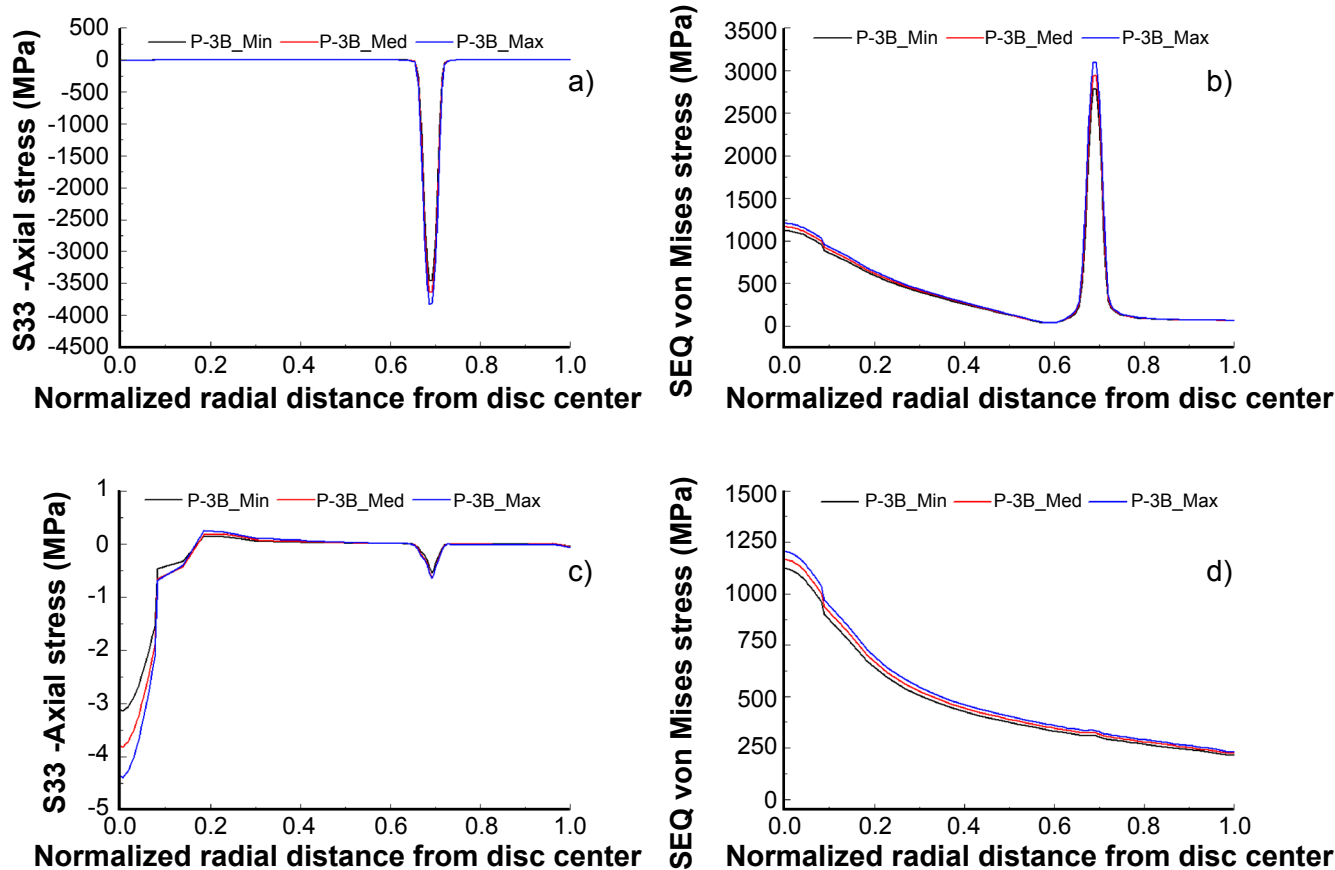 S33 -Axial stress (MPa)
500
0
-500
-1000
-1500
-2000
-2500
-3000
-3500
-4000
-4500
P-3B_Min P-3B_Med P-3B_Max
a)
0.0 0.2 0.4 0.6 0.8 1.0
Normalized radial distance from disc center
SEQ von Mises stress (MPa)
3500
3000
2500
2000
1500
1000
500
0
P-3B_Min P-3B_Med P-3B_Max
b)
0.0 0.2 0.4 0.6 0.8 1.0
Normalized radial distance from disc center
S33 -Axial stress (MPa)
1
0
-1
-2
-3
-4
-5
P-3B_Min P-3B_Med P-3B_Max
c)
0.0 0.2 0.4 0.6 0.8 1.0
Normalized radial distance from disc center
SEQ von Mises stress (MPa)
1500
1250
1000
750
500
250
0
P-3B_Min P-3B_Med P-3B_Max
d)
0.0 0.2 0.4 0.6 0.8 1.0
Normalized radial distance from disc center